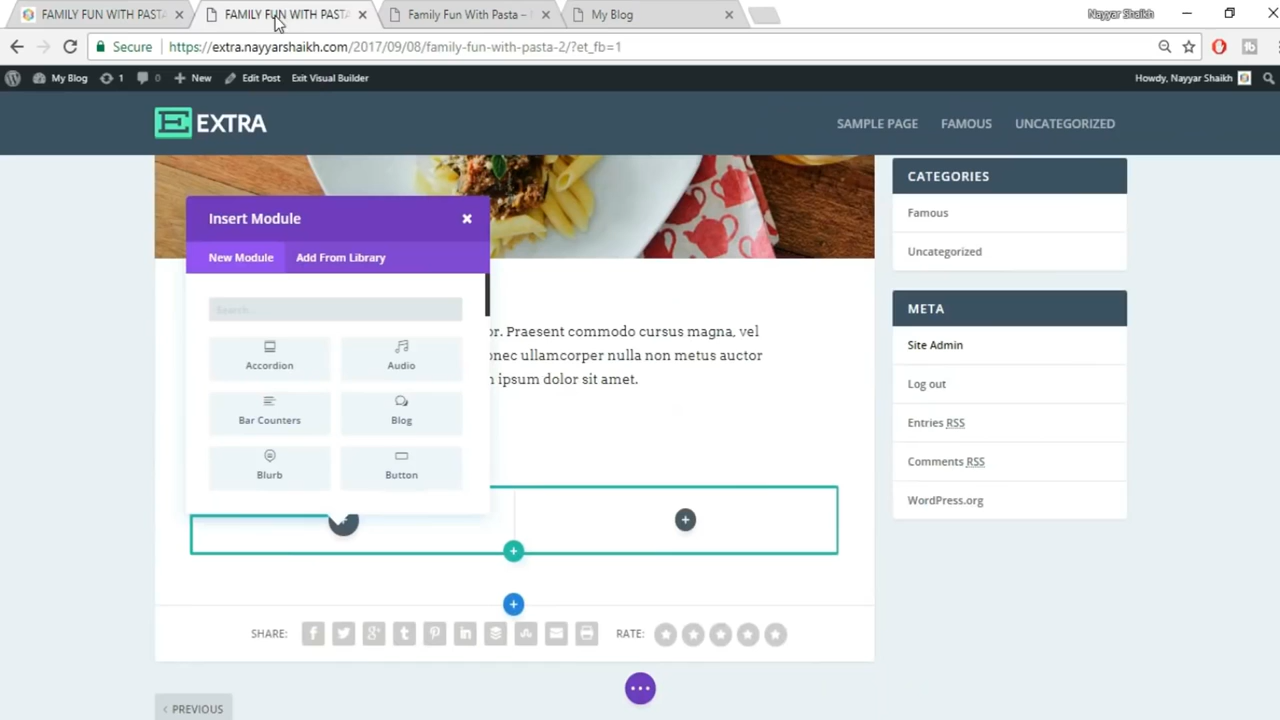 FAMILY FUN WITH PASTA
FAMILY FUN WITH PASTA
Family Fun With Pasta –
My Blog
Nayyar Shaikh
Secure
https://extra.nayyarshaikh.com/2017/09/08/family-fun-with-pasta-2/?et_fb=1
My Blog
1
0
New
Edit Post
Exit Visual Builder
Howdy, Nayyar Shaikh
E EXTRA
SAMPLE PAGE
FAMOUS
UNCATEGORIZED
CATEGORIES
Famous
Uncategorized
META
Site Admin
Log out
Entries RSS
Comments RSS
WordPress.org
Insert Module
New Module
Add From Library
Search...
Accordion
Audio
Bar Counters
Blog
Blurb
Button
or. Praesent commodo cursus magna, vel
onec ullamcorper nulla non metus auctor
ipsum dolor sit amet.
SHARE:
RATE:
PREVIOUS